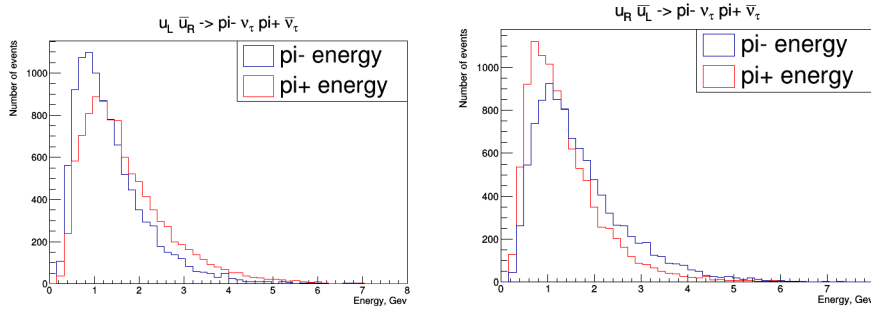 u_L ū_R -> pi- ν_τ pi+ ν̄_τ
Number of events
pi- energy
pi+ energy
1000
800
600
400
200
0
0 1 2 3 4 5 6 7 8
Energy, Gev
u_R ū_L -> pi- ν_τ pi+ ν̄_τ
Number of events
pi- energy
pi+ energy
1000
800
600
400
200
0
0 1 2 3 4 5 6 7
Energy, Gev